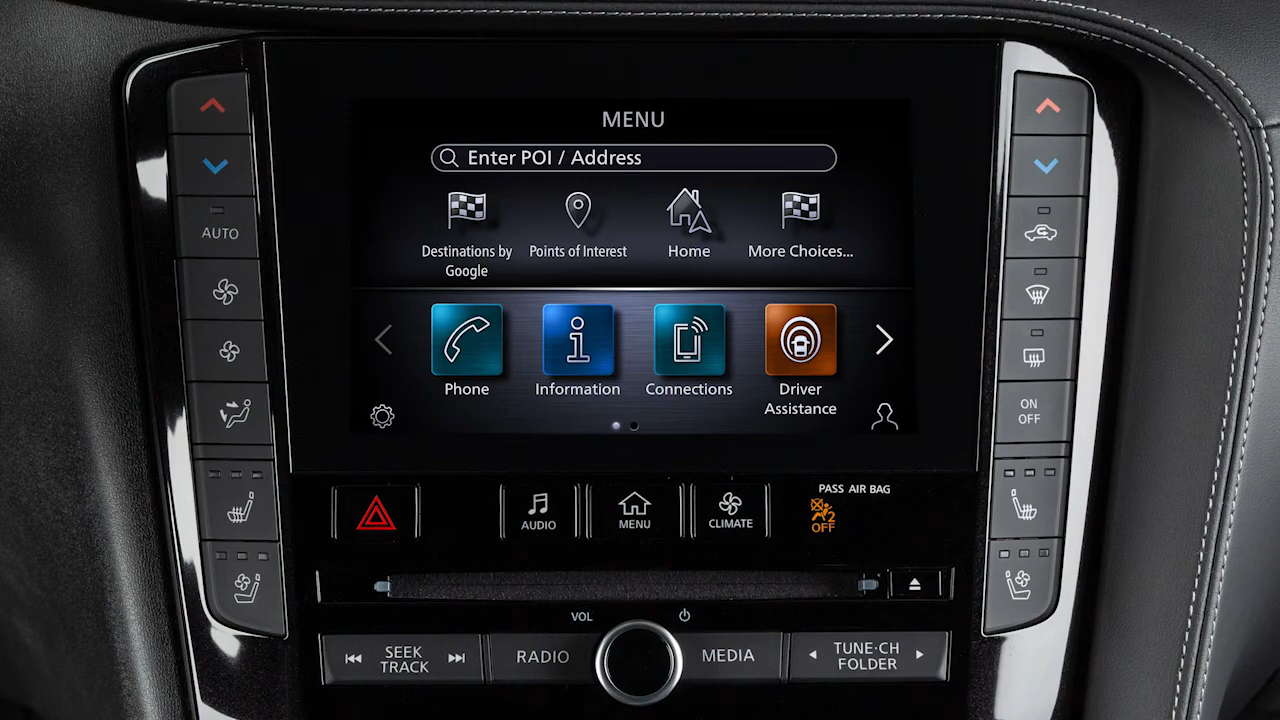 MENU
Enter POI / Address
Destinations by
Google
Points of Interest
Home
More Choices...
Phone
Information
Connections
Driver
Assistance
AUTO
ON
OFF
PASS AIR BAG
2
OFF
AUDIO
MENU
CLIMATE
VOL
SEEK
TRACK
RADIO
MEDIA
TUNE·CH
FOLDER